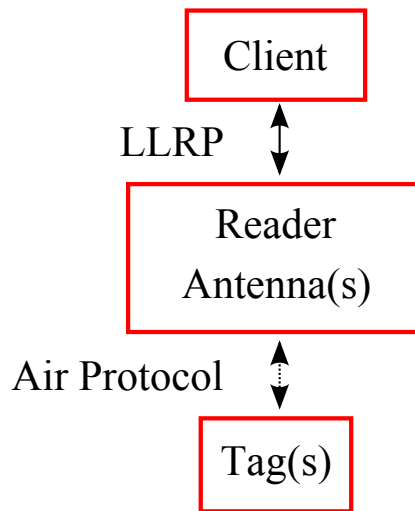 Client
LLRP
Reader
Antenna(s)
Air Protocol
Tag(s)